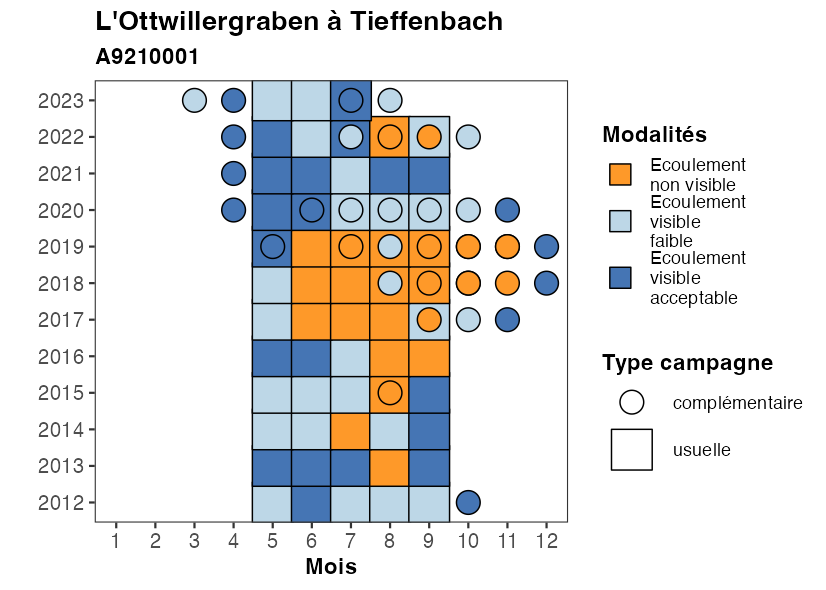 L'Ottwillergraben à Tieffenbach
A9210001
2023
2022
2021
2020
2019
2018
2017
2016
2015
2014
2013
2012
1 2 3 4 5 6 7 8 9 10 11 12
Mois
Modalités
Ecoulement
non visible
Ecoulement
visible
faible
Ecoulement
visible
acceptable
Type campagne
complémentaire
usuelle